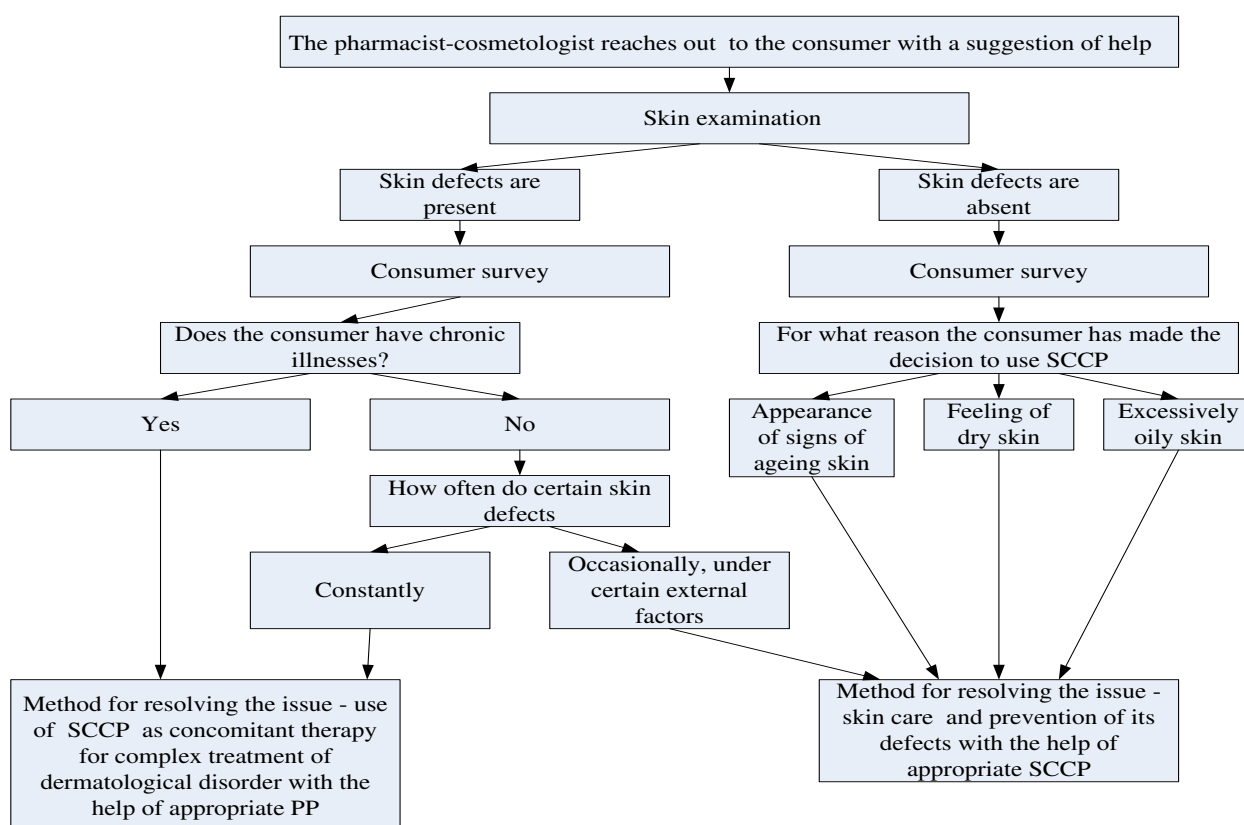 The pharmacist-cosmetologist reaches out to the consumer with a suggestion of help
Skin examination
Skin defects are
present
Skin defects are
absent
Consumer survey
Consumer survey
Does the consumer have chronic
illnesses?
For what reason the consumer has made the
decision to use SCCP
Yes
No
Appearance
of signs of
ageing skin
Feeling of
dry skin
Excessively
oily skin
How often do certain skin
defects
Constantly
Occasionally, under
certain external
factors
Method for resolving the issue - use
of SCCP as concomitant therapy
for complex treatment of
dermatological disorder with the
help of appropriate PP
Method for resolving the issue -
skin care and prevention of its
defects with the help of
appropriate SCCP